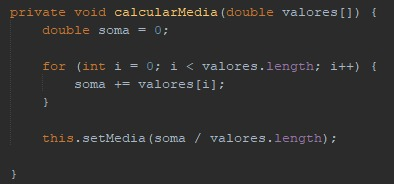 private void calcularMedia(double valores[]) {
double soma = 0;
for (int i = 0; i < valores.length; i++) {
soma += valores[i];
}
this.setMedia(soma / valores.length);
}